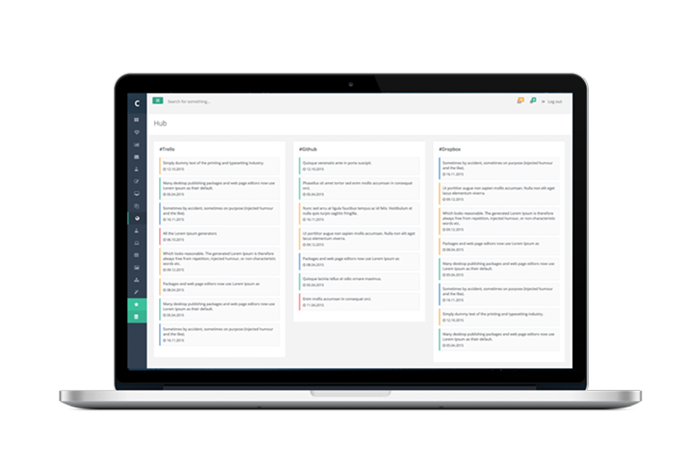 C
Search for something...
Log out
Hub
#Trello
Simply dummy text of the printing and typesetting industry.
12.10.2015
Many desktop publishing packages and web page editors now use
Lorem Ipsum as their default.
05.04.2015
Sometimes by accident, sometimes on purpose (injected humour
and the like).
16.11.2015
All the Lorem Ipsum generators
06.10.2015
Which looks reasonable. The generated Lorem Ipsum is therefore
always free from repetition, injected humour, or non-characteristic
words etc.
09.12.2015
Packages and web page editors now use Lorem Ipsum as
08.04.2015
Many desktop publishing packages and web page editors now use
Lorem Ipsum as their default.
05.04.2015
Sometimes by accident, sometimes on purpose (injected humour
and the like).
16.11.2015
#Github
Quisque venenatis ante in porta suscipit.
12.10.2015
Phasellus sit amet tortor sed enim mollis accumsan in consequat
orci.
05.04.2015
Nunc sed arcu at ligula faucibus tempus ac id felis. Vestibulum et
nulla quis turpis sagittis fringilla.
16.11.2015
Ut porttitor augue non sapien mollis accumsan. Nulla non elit eget
lacus elementum viverra.
09.12.2015
Packages and web page editors now use Lorem Ipsum as
08.04.2015
Quisque lacinia tellus et odio ornare maximus.
05.04.2015
Enim mollis accumsan in consequat orci.
11.04.2015
#Dropbox
Sometimes by accident, sometimes on purpose (injected humour
and the like).
16.11.2015
Ut porttitor augue non sapien mollis accumsan. Nulla non elit eget
lacus elementum viverra.
09.12.2015
Which looks reasonable. The generated Lorem Ipsum is therefore
always free from repetition, injected humour, or non-characteristic
words etc.
09.12.2015
Packages and web page editors now use Lorem Ipsum as
08.04.2015
Many desktop publishing packages and web page editors now use
Lorem Ipsum as their default.
05.04.2015
Sometimes by accident, sometimes on purpose (injected humour
and the like).
16.11.2015
Simply dummy text of the printing and typesetting industry.
12.10.2015
Many desktop publishing packages and web page editors now use
Lorem Ipsum as their default.
05.04.2015